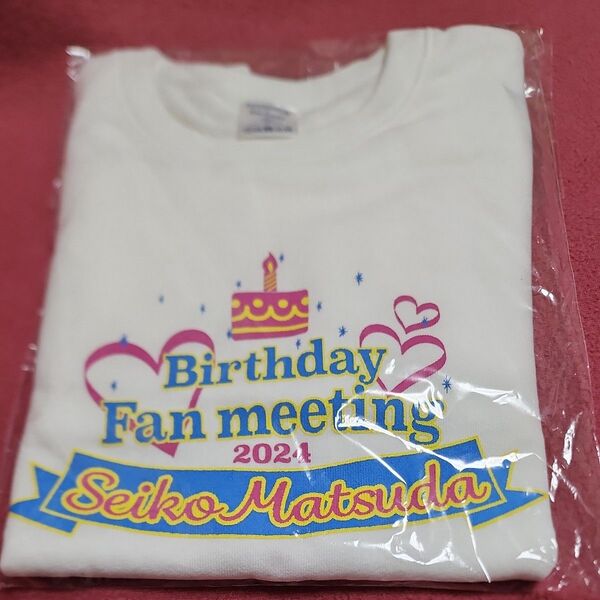 Birthday
Fan meeting
2024
Seiko Matsuda